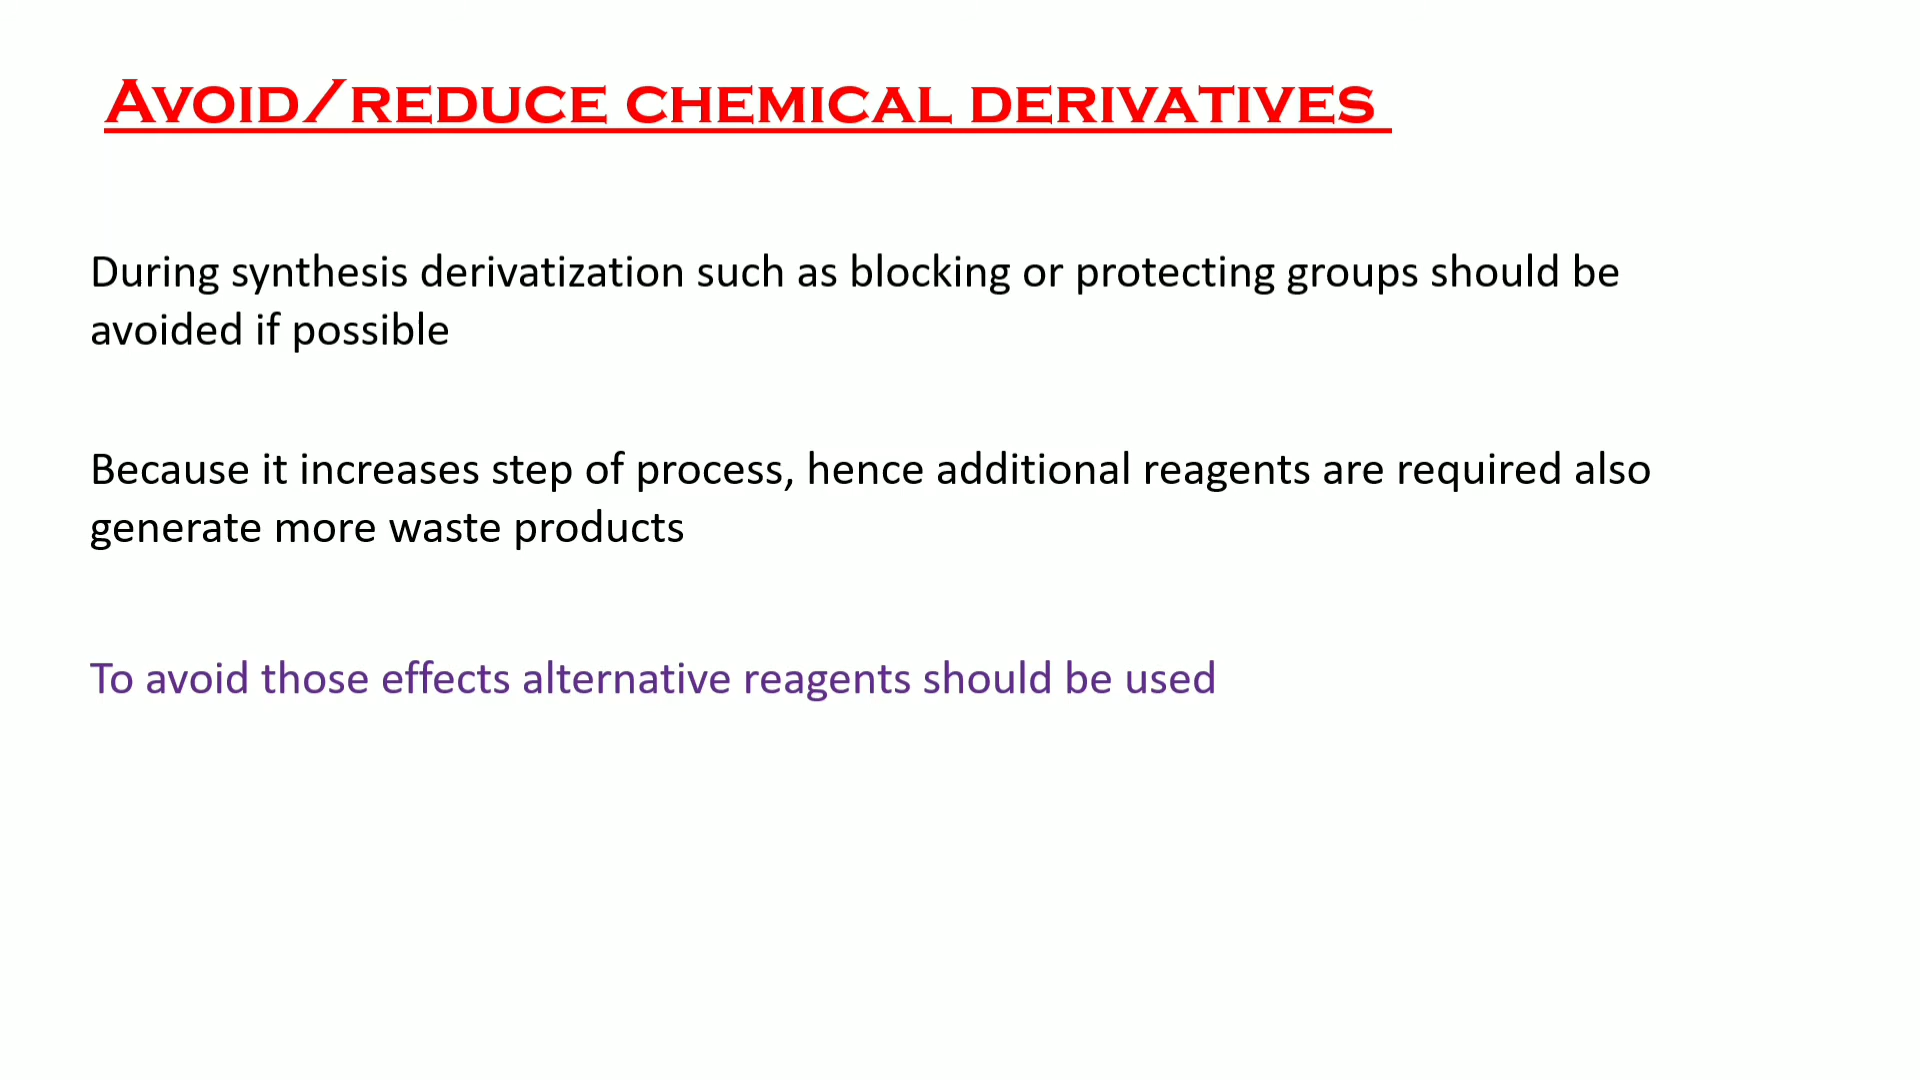 Avoid/reduce chemical derivatives
During synthesis derivatization such as blocking or protecting groups should be
avoided if possible
Because it increases step of process, hence additional reagents are required also
generate more waste products
To avoid those effects alternative reagents should be used